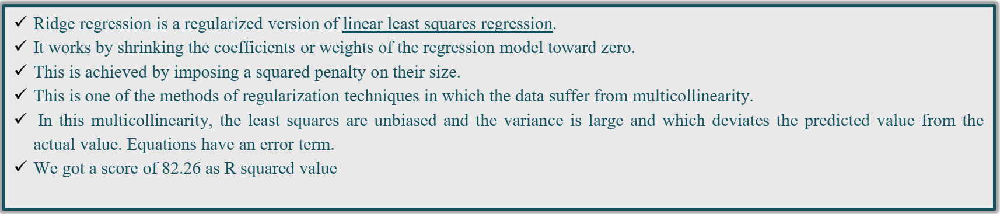 ✓ Ridge regression is a regularized version of linear least squares regression.
✓ It works by shrinking the coefficients or weights of the regression model toward zero.
✓ This is achieved by imposing a squared penalty on their size.
✓ This is one of the methods of regularization techniques in which the data suffer from multicollinearity.
✓ In this multicollinearity, the least squares are unbiased and the variance is large and which deviates the predicted value from the
actual value. Equations have an error term.
✓ We got a score of 82.26 as R squared value